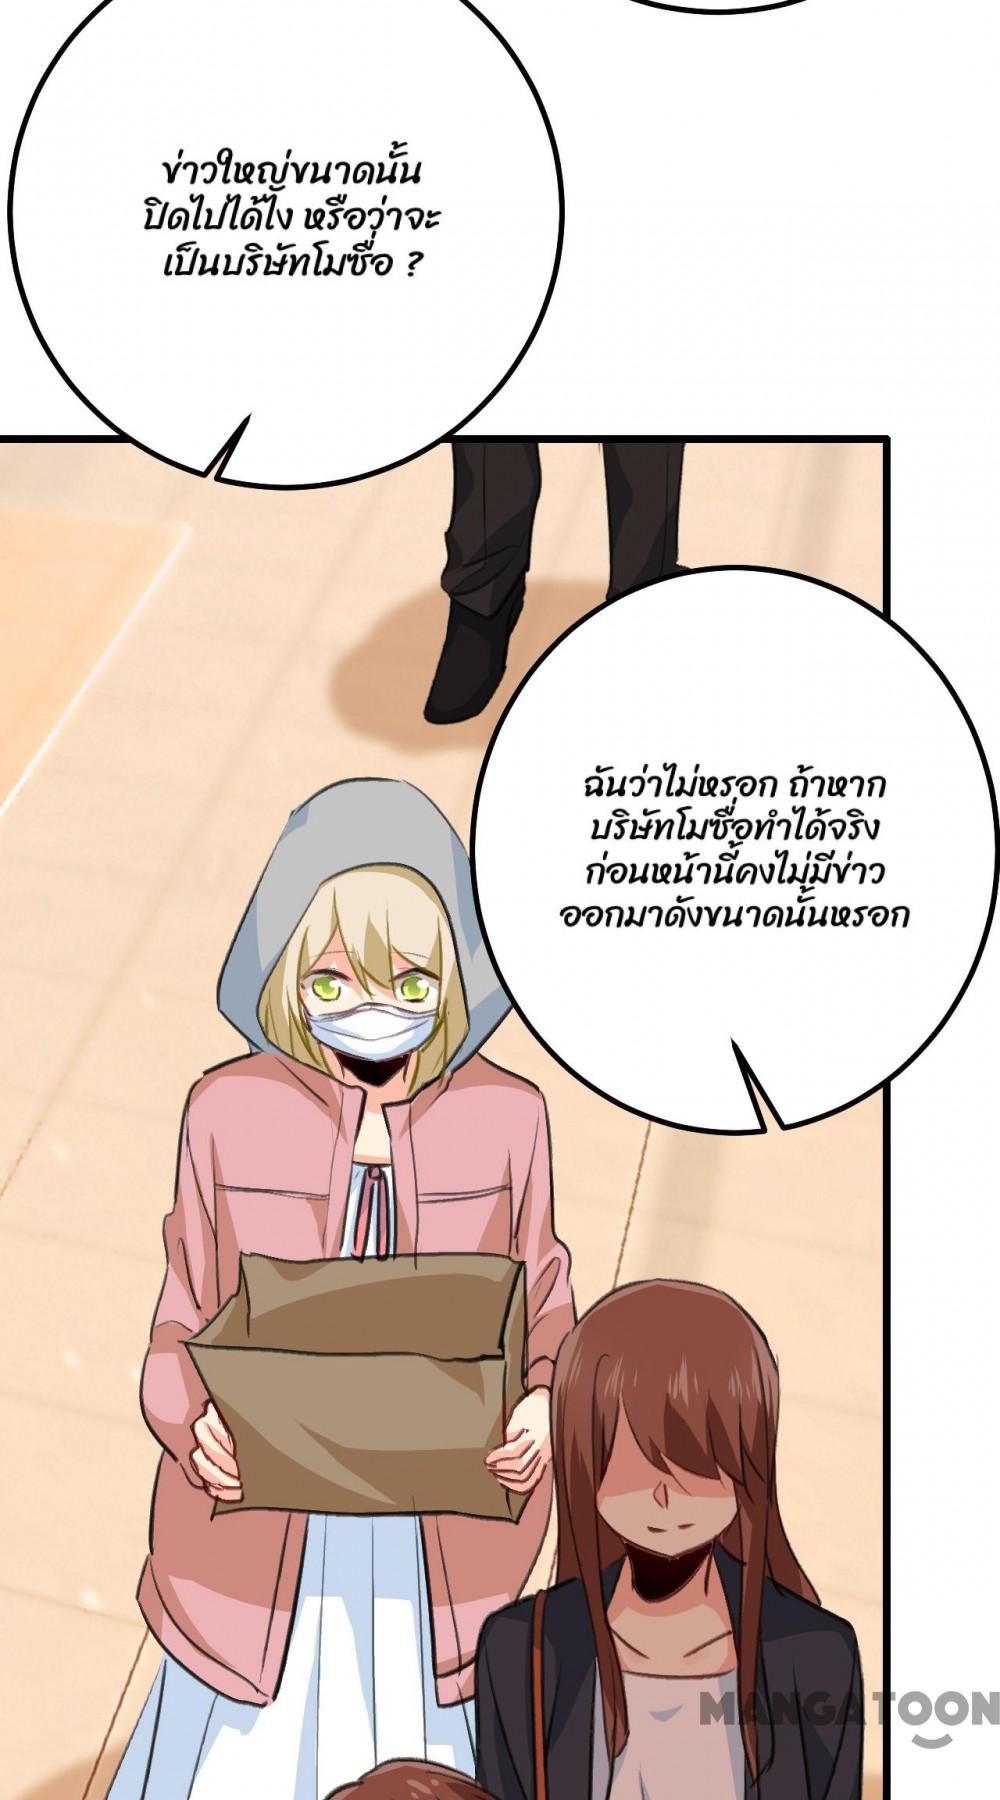 ข่าวใหญ่ขนาดนั้น
ปิดไปได้ไง หรือว่าจะ
เป็นบริษัทโมซื่อ ?
ฉันว่าไม่หรอก ถ้าหาก
บริษัทโมซื่อทำได้จริง
ก่อนหน้านี้คงไม่มีข่าว
ออกมาดังขนาดนั้นหรอก
MANGATOON